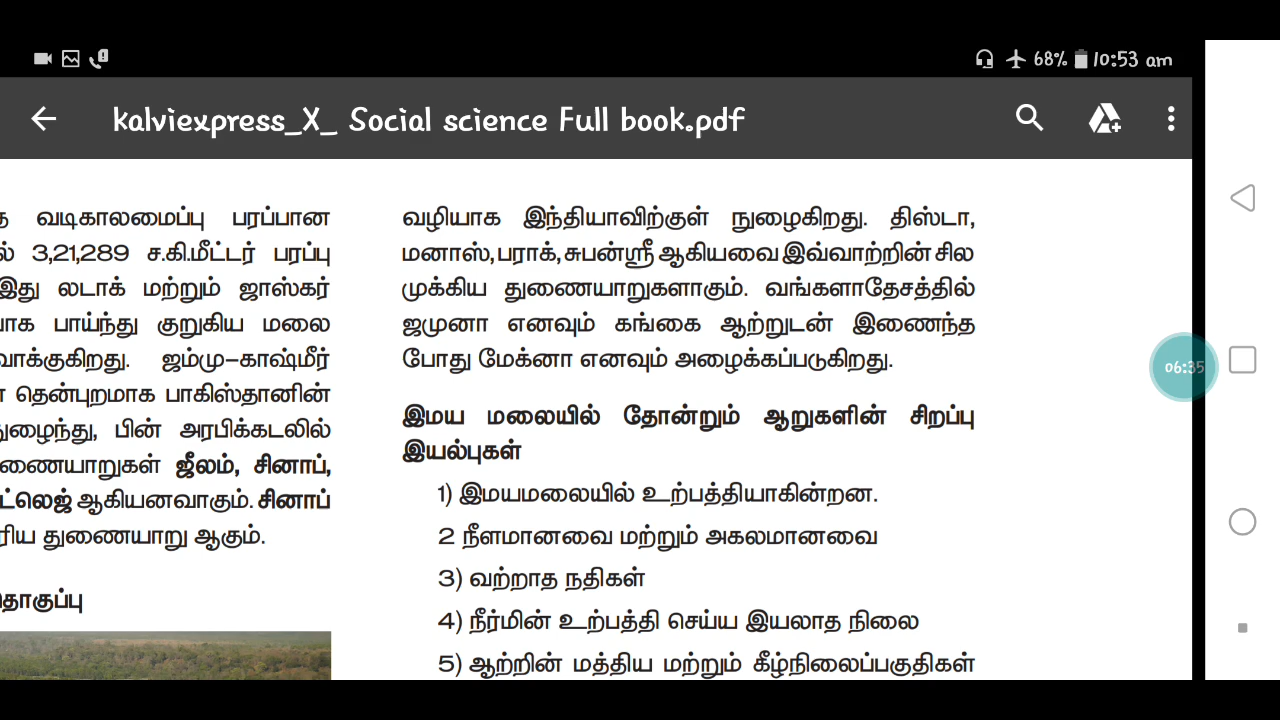 68% 10:53 am
kalviexpress_X_ Social science Full book.pdf
வடிகாலமைப்பு பரப்பான
3,21,289 ச.கி.மீட்டர் பரப்பு
இது லடாக் மற்றும் ஜாஸ்கர்
பாய்ந்து குறுகிய மலை
ஜம்மு–காஷ்மீர்
தென்புறமாக பாகிஸ்தானின்
பின் அரபிக்கடலில்
ஜீலம், சினாப்,
ஆகியனவாகும். சினாப்
துணையாறு ஆகும்.
வழியாக இந்தியாவிற்குள் நுழைகிறது. திஸ்டா,
மனாஸ், பராக், சுபன்ஸ்ரீ ஆகியவை இவ்வாற்றின் சில
முக்கிய துணையாறுகளாகும். வங்களாதேசத்தில்
ஜமுனா எனவும் கங்கை ஆற்றுடன் இணைந்த
போது மேக்னா எனவும் அழைக்கப்படுகிறது.
இமய மலையில் தோன்றும் ஆறுகளின் சிறப்பு
இயல்புகள்
1) இமயமலையில் உற்பத்தியாகின்றன.
2 நீளமானவை மற்றும் அகலமானவை
3) வற்றாத நதிகள்
4) நீர்மின் உற்பத்தி செய்ய இயலாத நிலை
5) ஆற்றின் மத்திய மற்றும் கீழ்நிலைப்பகுதிகள்
06:35